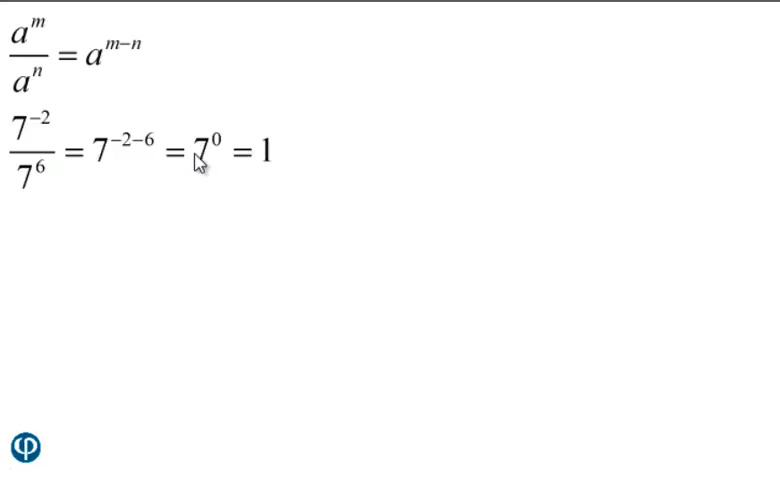 a^m / a^n = a^{m−n}
7^{−2} / 7^6 = 7^{−2−6} = 7^0 = 1
φ